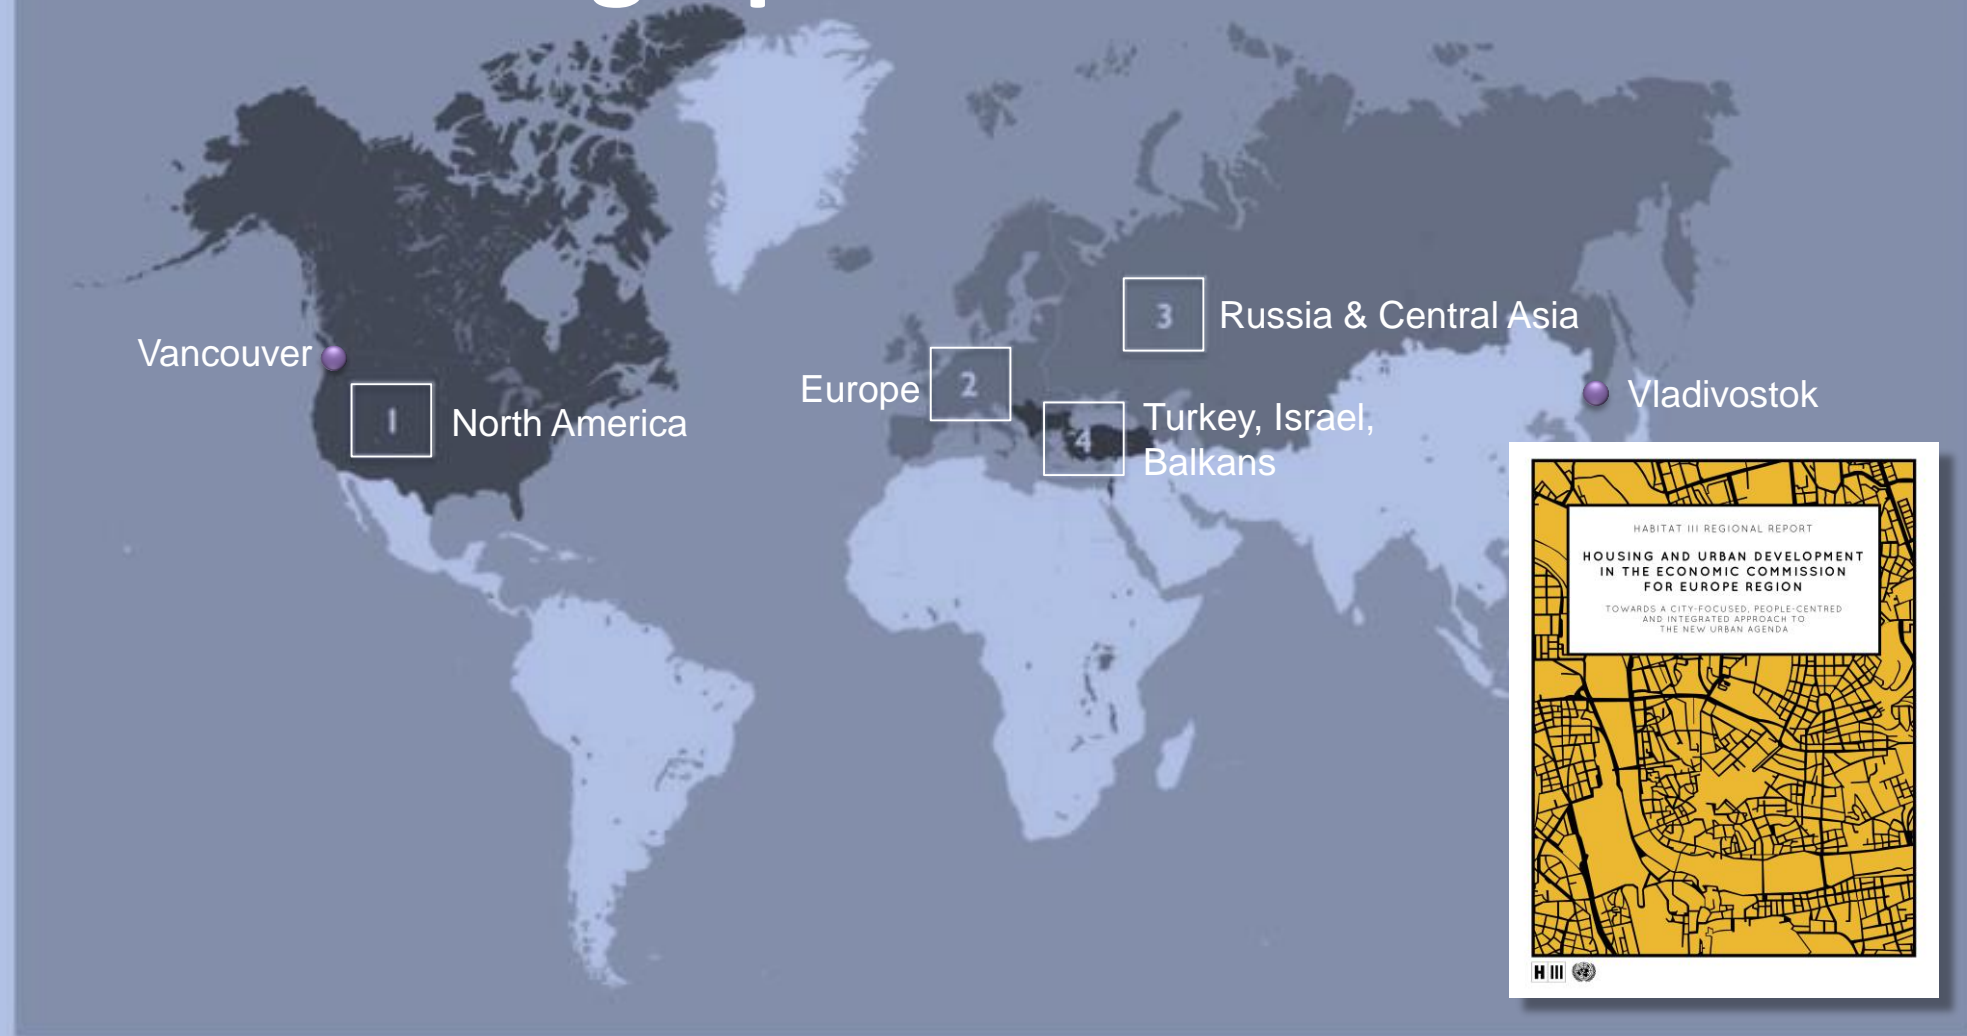 Vancouver
1
North America
Europe
2
3
Russia & Central Asia
4
Turkey, Israel,
Balkans
Vladivostok
HABITAT III REGIONAL REPORT
HOUSING AND URBAN DEVELOPMENT
IN THE ECONOMIC COMMISSION
FOR EUROPE REGION
TOWARDS A CITY-FOCUSED, PEOPLE-CENTRED
AND INTEGRATED APPROACH TO
THE NEW URBAN AGENDA
H III